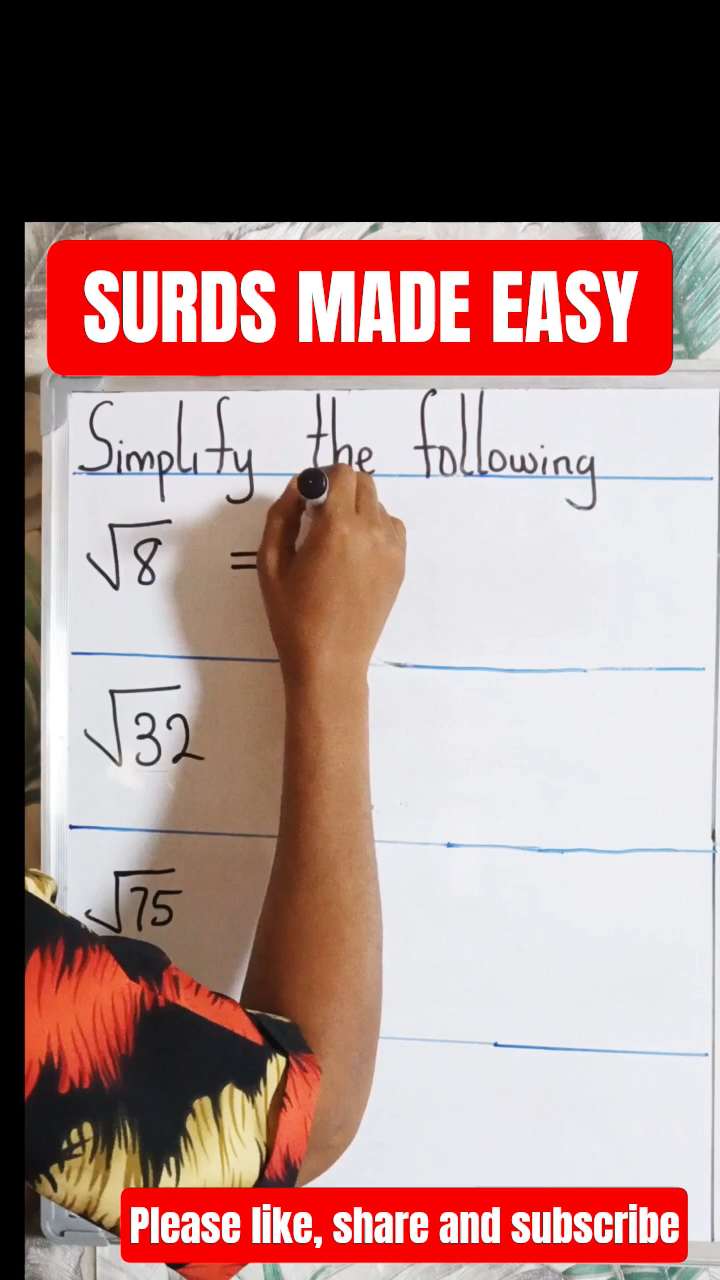 SURDS MADE EASY
Simplify the following
√8 =
√32
√75
Please like, share and subscribe